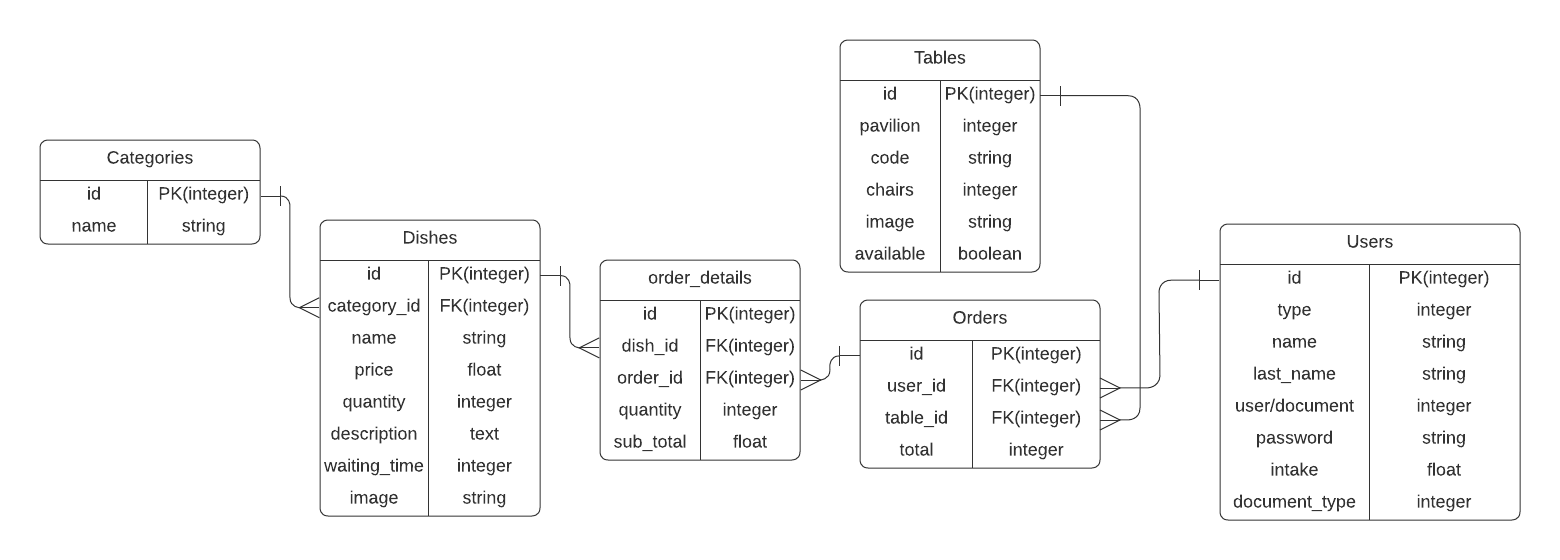 Categories
id PK(integer)
name string
Dishes
id PK(integer)
category_id FK(integer)
name string
price float
quantity integer
description text
waiting_time integer
image string
order_details
id PK(integer)
dish_id FK(integer)
order_id FK(integer)
quantity integer
sub_total float
Tables
id PK(integer)
pavilion integer
code string
chairs integer
image string
available boolean
Orders
id PK(integer)
user_id FK(integer)
table_id FK(integer)
total integer
Users
id PK(integer)
type integer
name string
last_name string
user/document integer
password string
intake float
document_type integer